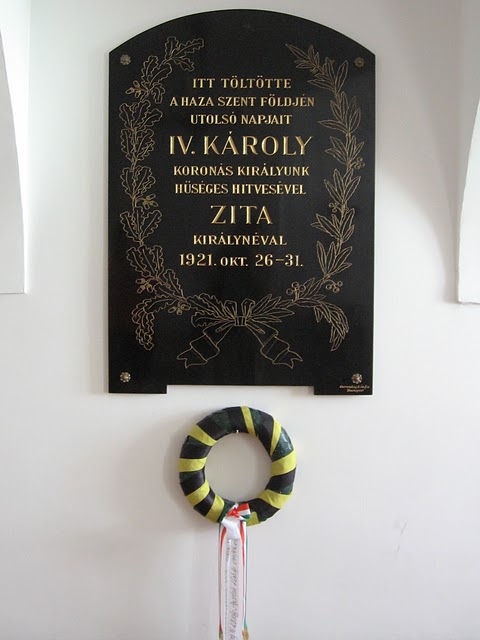 ITT TÖLTÖTTE
A HAZA SZENT FÖLDJÉN
UTOLSÓ NAPJAIT
IV. KÁROLY
KORONÁS KIRÁLYUNK
HŰSÉGES HITVESÉVEL
ZITA
KIRÁLYNÉVAL
1921. OKT. 26-31.